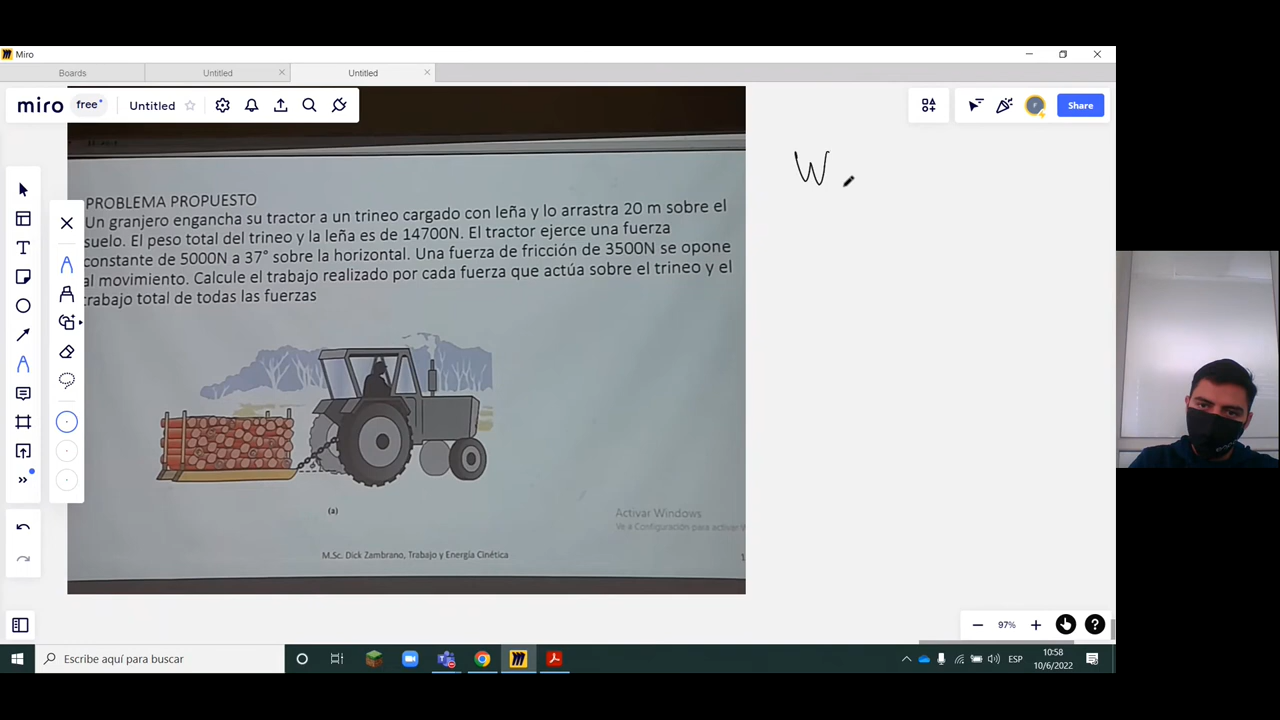 Miro
Boards
Untitled
Untitled
miro
free
Untitled
Share
W
PROBLEMA PROPUESTO
Un granjero engancha su tractor a un trineo cargado con leña y lo arrastra 20 m sobre el
suelo. El peso total del trineo y la leña es de 14700N. El tractor ejerce una fuerza
constante de 5000N a 37° sobre la horizontal. Una fuerza de fricción de 3500N se opone
al movimiento. Calcule el trabajo realizado por cada fuerza que actúa sobre el trineo y el
trabajo total de todas las fuerzas
(a)
Activar Windows
Ve a Configuración para activar W
M.Sc. Dick Zambrano, Trabajo y Energía Cinética
97%
Escribe aquí para buscar
ESP
10:58
10/6/2022